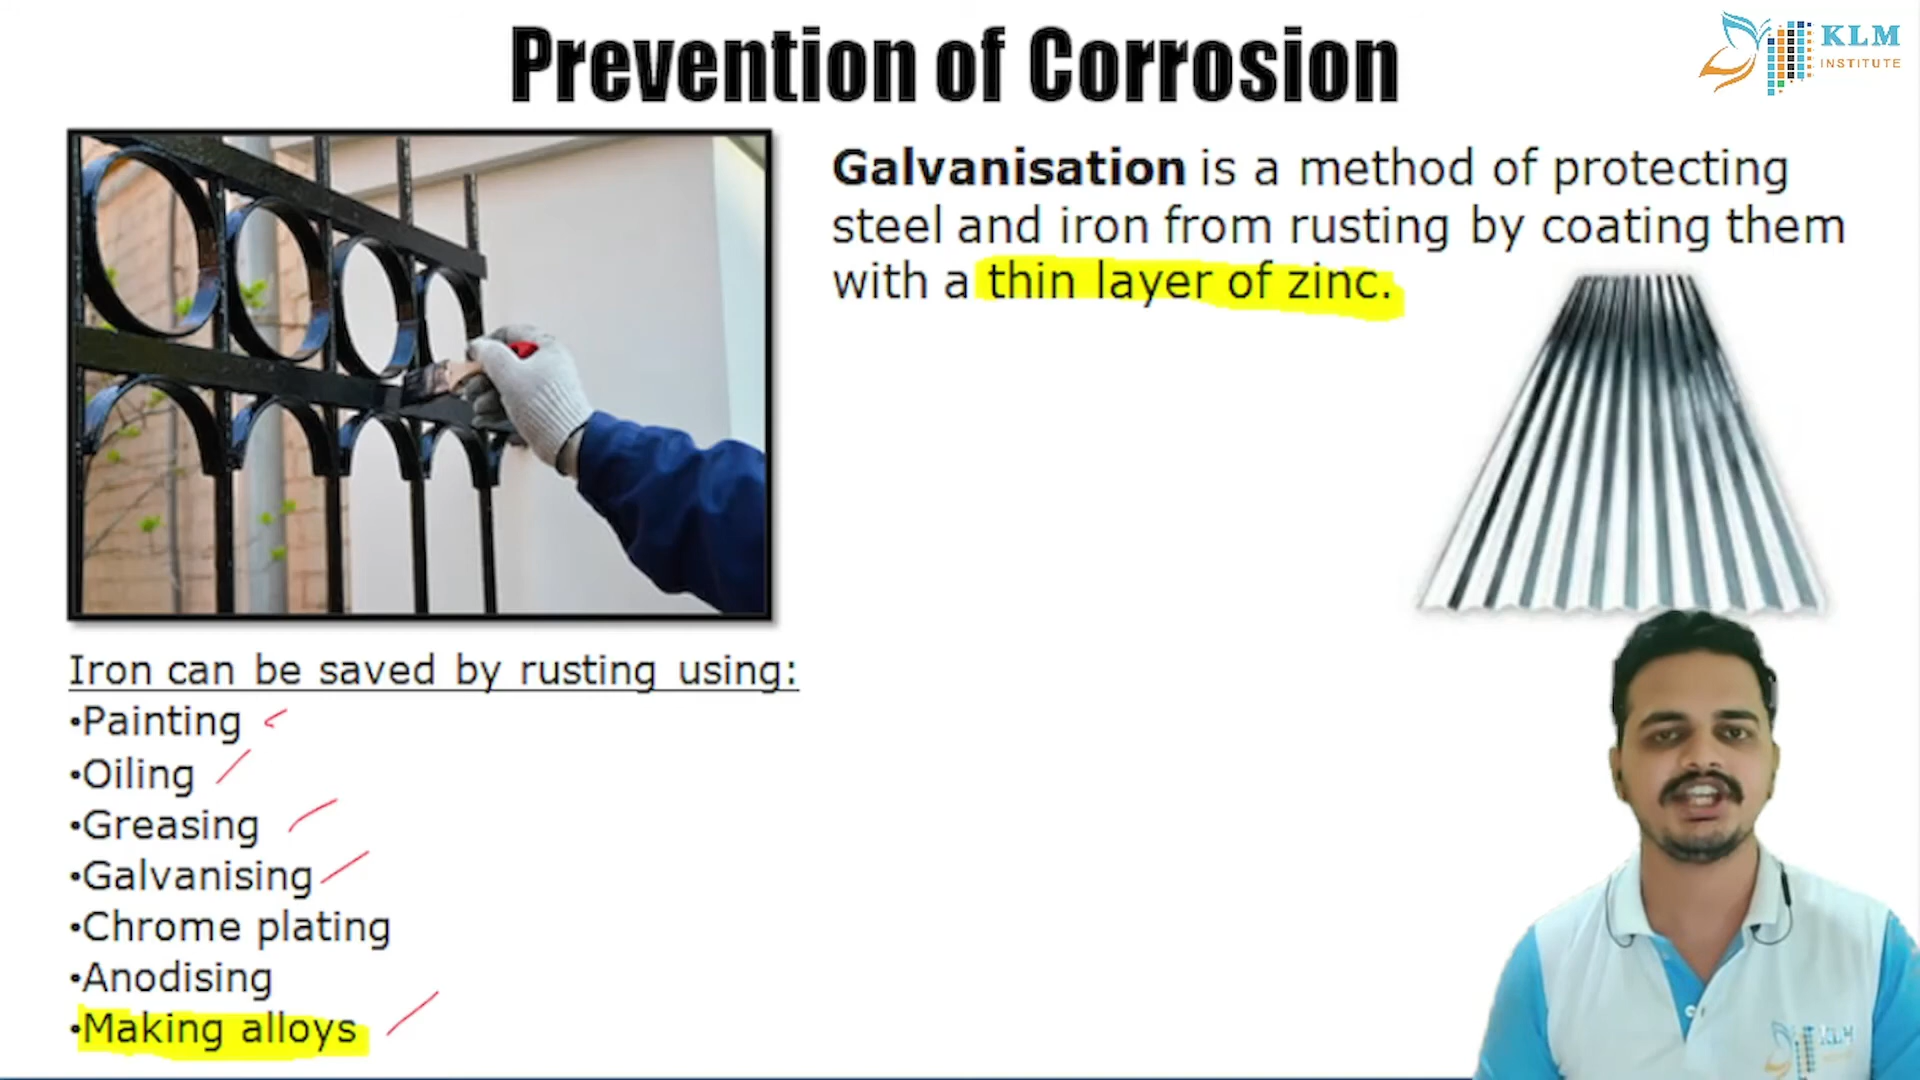 Prevention of Corrosion
KLM
INSTITUTE
Galvanisation is a method of protecting
steel and iron from rusting by coating them
with a thin layer of zinc.
Iron can be saved by rusting using:
•Painting
•Oiling
•Greasing
•Galvanising
•Chrome plating
•Anodising
•Making alloys
KLM